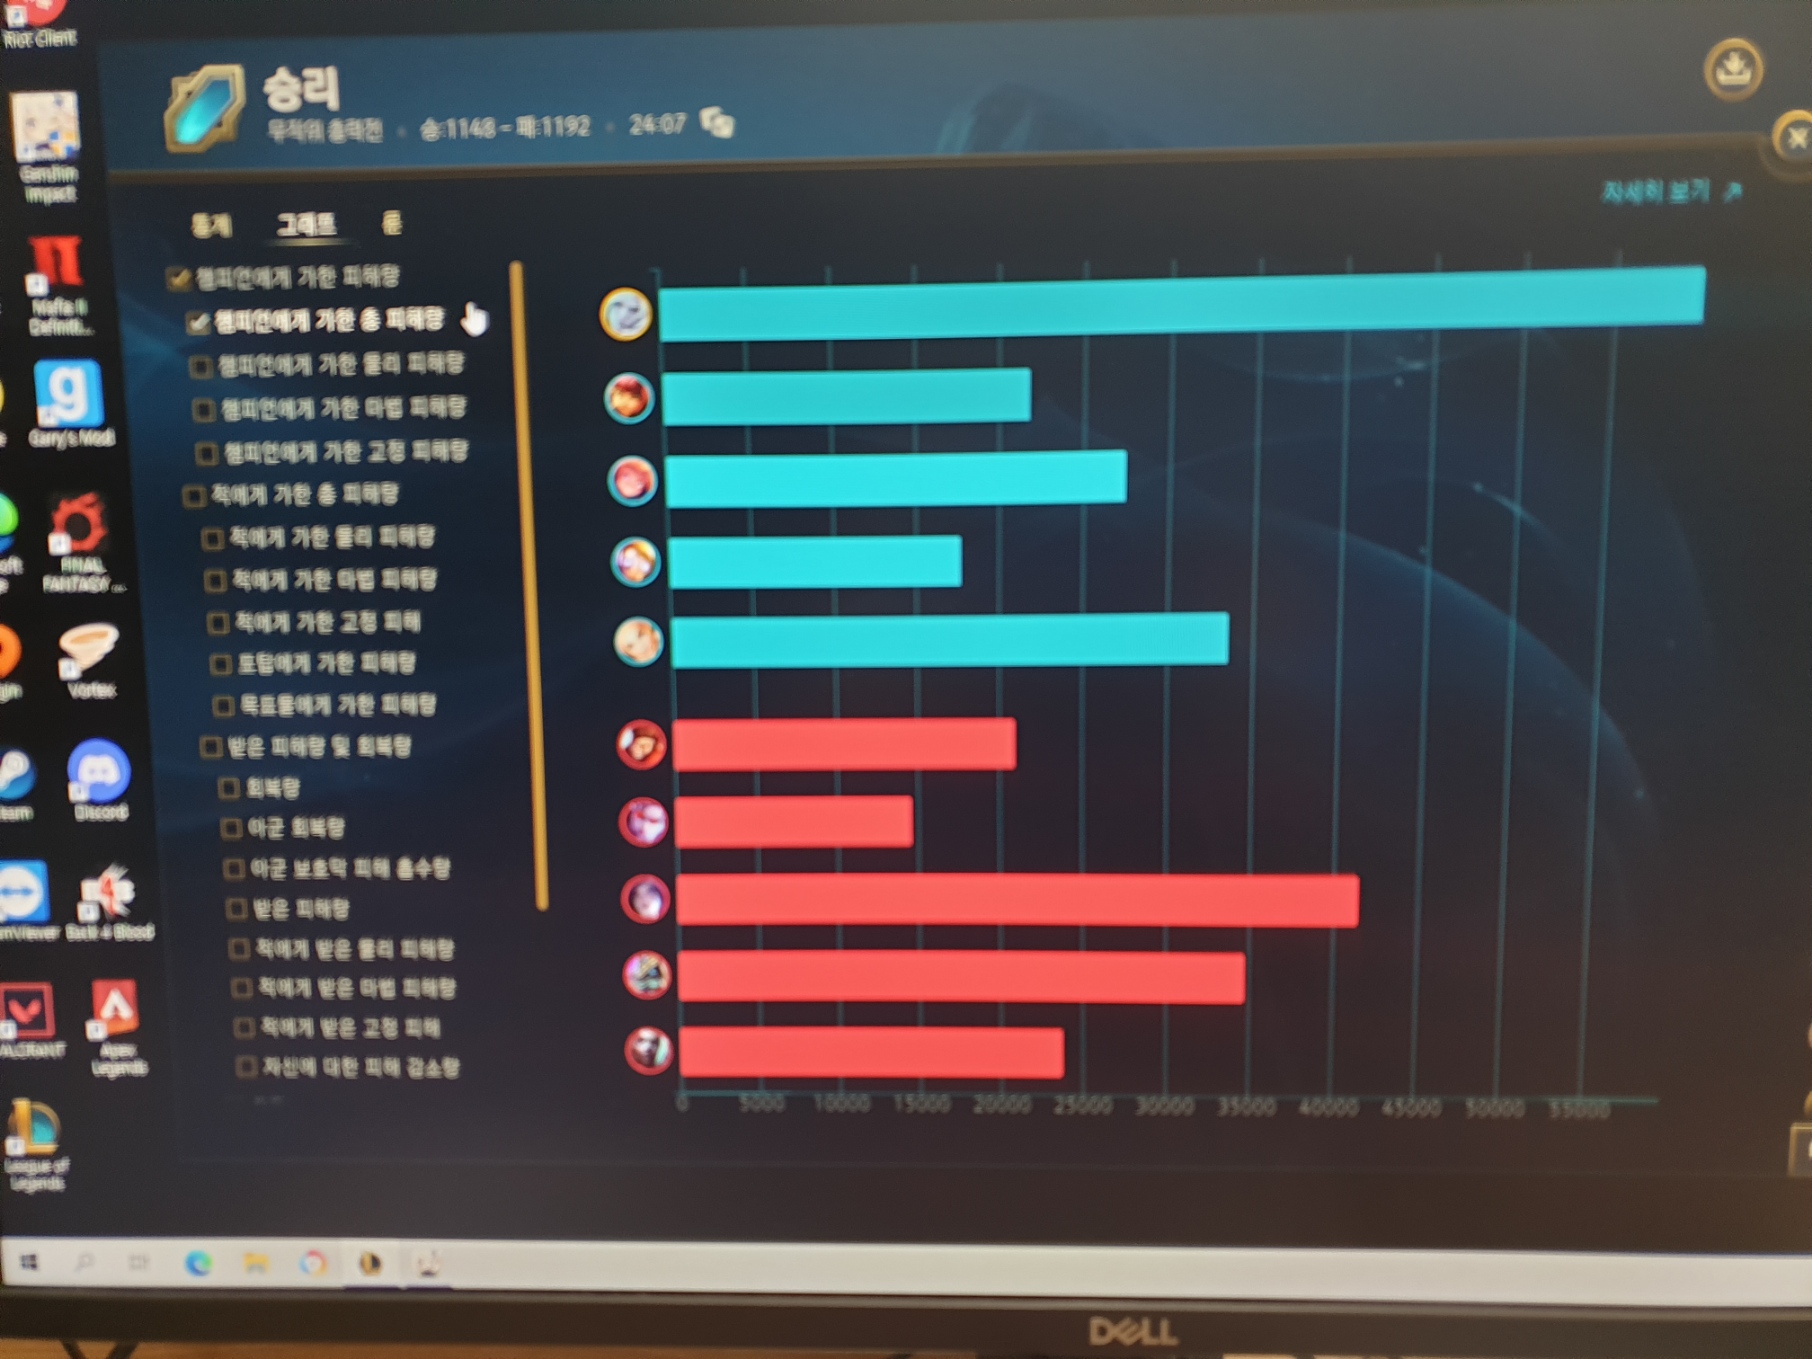 Riot Client
승리
무작위 총력전 · 승:1148 – 패:1192 · 24:07
Genshin Impact
자세히 보기
통계 그래프 룬
Mafia II
Definiti...
챔피언에게 가한 피해량
챔피언에게 가한 총 피해량
챔피언에게 가한 물리 피해량
챔피언에게 가한 마법 피해량
챔피언에게 가한 고정 피해량
적에게 가한 총 피해량
적에게 가한 물리 피해량
적에게 가한 마법 피해량
적에게 가한 고정 피해
포탑에게 가한 피해량
목표물에게 가한 피해량
받은 피해량 및 회복량
회복량
아군 회복량
아군 보호막 피해 흡수량
받은 피해량
적에게 받은 물리 피해량
적에게 받은 마법 피해량
적에게 받은 고정 피해
자신에 대한 피해 감소량
0 5000 10000 15000 20000 25000 30000 35000 40000 45000 50000 55000
g
Garry's Mod
FINAL
FANTASY ...
Vortex
eam
Discord
mViewer
Back 4 Blood
ALORANT
Apex
Legends
League of
Legends
DELL